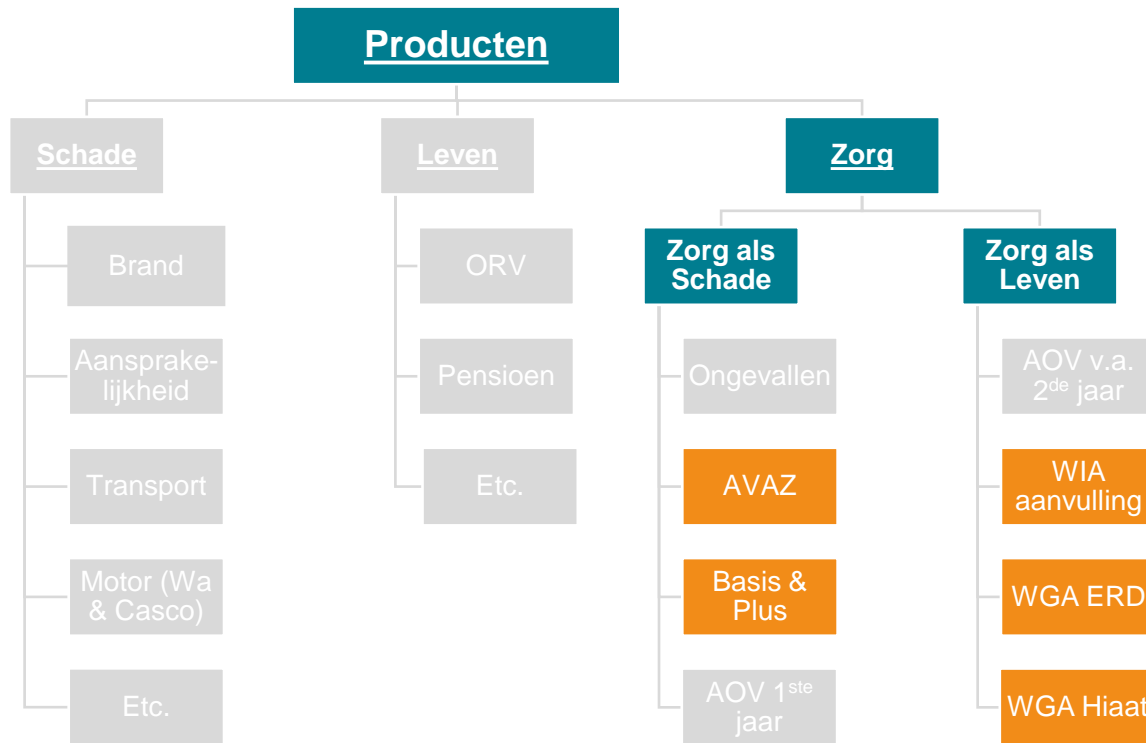 Producten
Schade
Leven
Zorg
Brand
Aansprake-
lijkheid
Transport
Motor (Wa
& Casco)
Etc.
ORV
Pensioen
Etc.
Zorg als
Schade
Ongevallen
AVAZ
Basis &
Plus
AOV 1ste
jaar
Zorg als
Leven
AOV v.a.
2de jaar
WIA
aanvulling
WGA ERD
WGA Hiaat